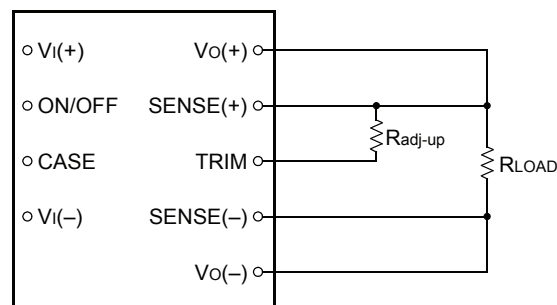 VI(+) VO(+)
ON/OFF SENSE(+)
Radj-up
CASE TRIM
RLOAD
VI(–) SENSE(–)
VO(–)